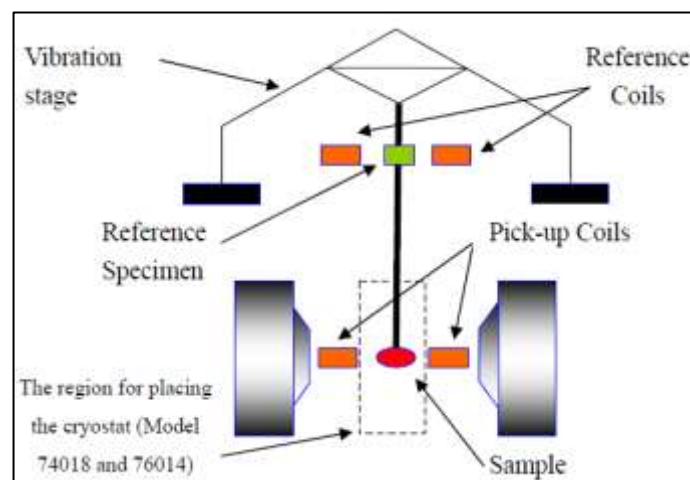 Vibration
stage
Reference
Coils
Reference
Specimen
Pick-up Coils
The region for placing
the cryostat (Model
74018 and 76014)
Sample